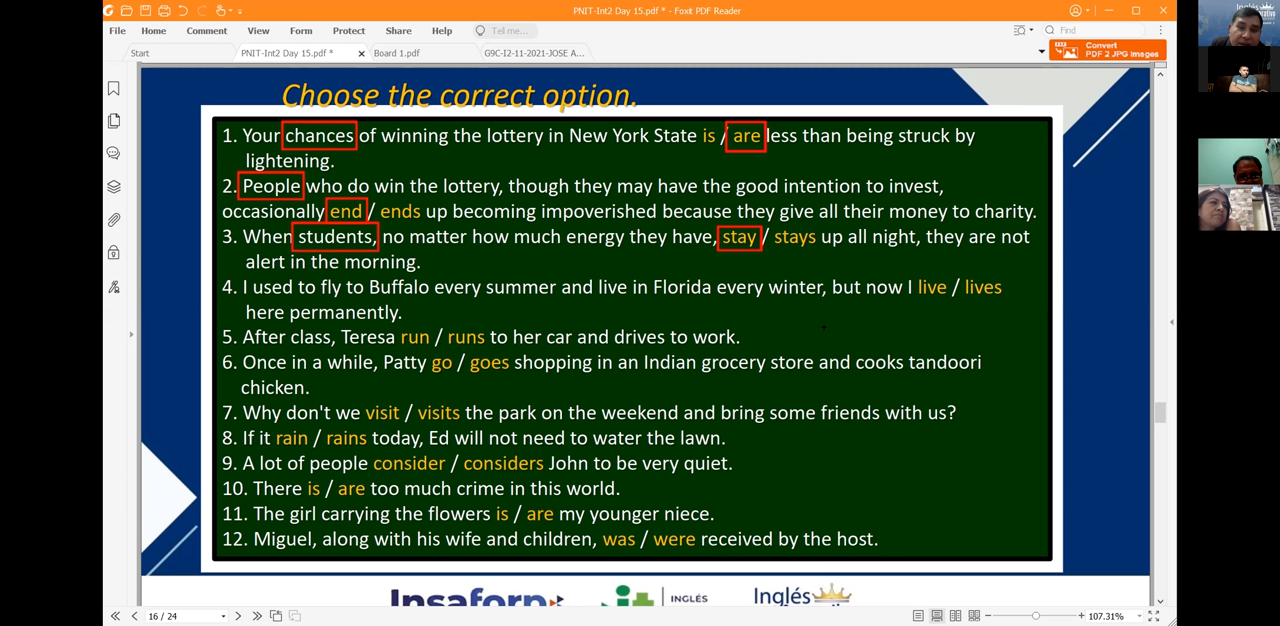 PNIT-Int2 Day 15.pdf * - Foxit PDF Reader
File Home Comment View Form Protect Share Help Tell me... Find
Start PNIT-Int2 Day 15.pdf * Board 1.pdf G9C-I2-11-2021-JOSE A... Convert
PDF 2 JPG Images
Choose the correct option.
1. Your chances of winning the lottery in New York State is / are less than being struck by
lightening.
2. People who do win the lottery, though they may have the good intention to invest,
occasionally end / ends up becoming impoverished because they give all their money to charity.
3. When students, no matter how much energy they have, stay / stays up all night, they are not
alert in the morning.
4. I used to fly to Buffalo every summer and live in Florida every winter, but now I live / lives
here permanently.
5. After class, Teresa run / runs to her car and drives to work.
6. Once in a while, Patty go / goes shopping in an Indian grocery store and cooks tandoori
chicken.
7. Why don't we visit / visits the park on the weekend and bring some friends with us?
8. If it rain / rains today, Ed will not need to water the lawn.
9. A lot of people consider / considers John to be very quiet.
10. There is / are too much crime in this world.
11. The girl carrying the flowers is / are my younger niece.
12. Miguel, along with his wife and children, was / were received by the host.
Insaforp INGLÉS Inglés
16 / 24 107.31%